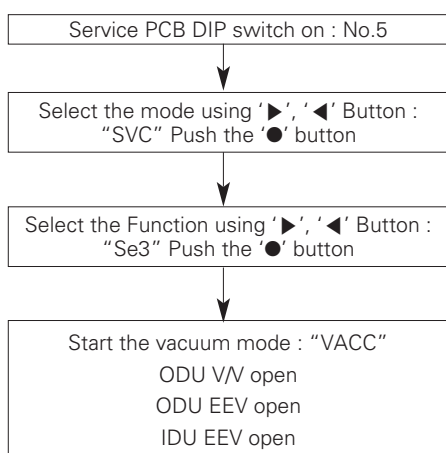 Service PCB DIP switch on : No.5
Select the mode using ‘▶’, ‘◀’ Button :
“SVC” Push the ‘●’ button
Select the Function using ‘▶’, ‘◀’ Button :
“Se3” Push the ‘●’ button
Start the vacuum mode : “VACC”
ODU V/V open
ODU EEV open
IDU EEV open